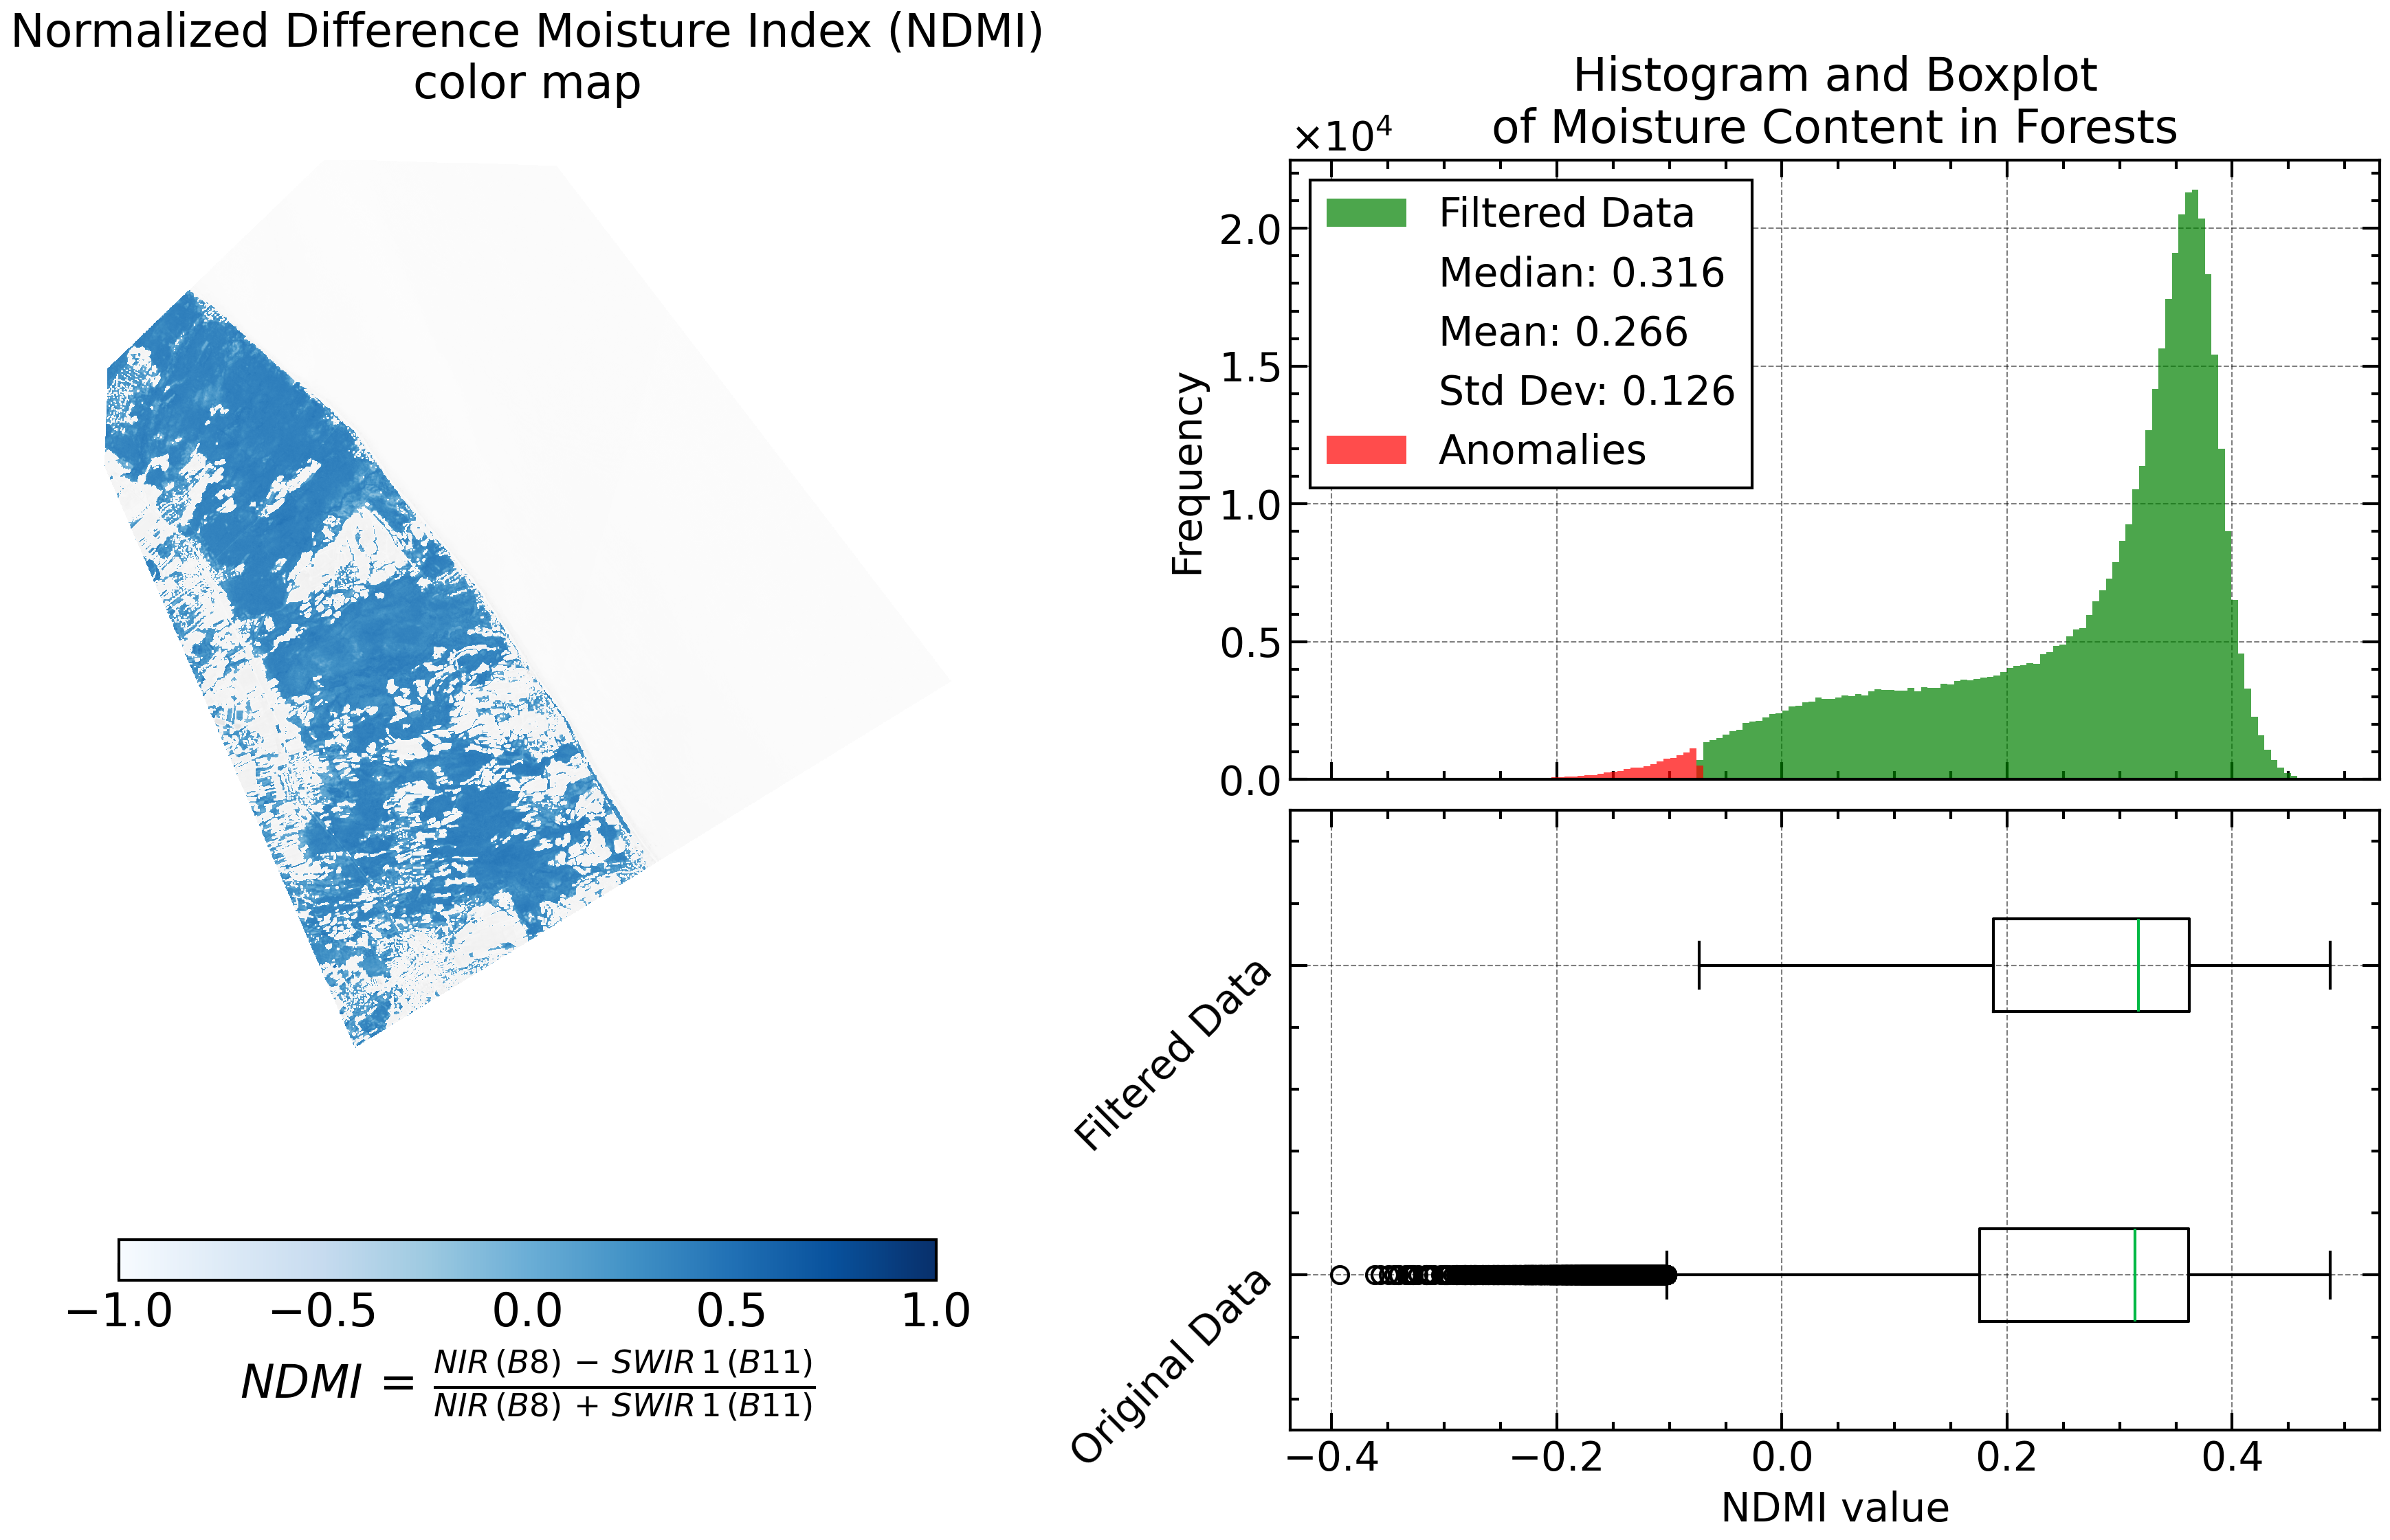 Normalized Difference Moisture Index (NDMI)
color map
−1.0 −0.5 0.0 0.5 1.0
NDMI = NIR (B8) − SWIR 1 (B11) / NIR (B8) + SWIR 1 (B11)
Histogram and Boxplot
of Moisture Content in Forests
×10⁴
Filtered Data
Median: 0.316
Mean: 0.266
Std Dev: 0.126
Anomalies
Frequency
2.0
1.5
1.0
0.5
0.0
Filtered Data
Original Data
−0.4 −0.2 0.0 0.2 0.4
NDMI value